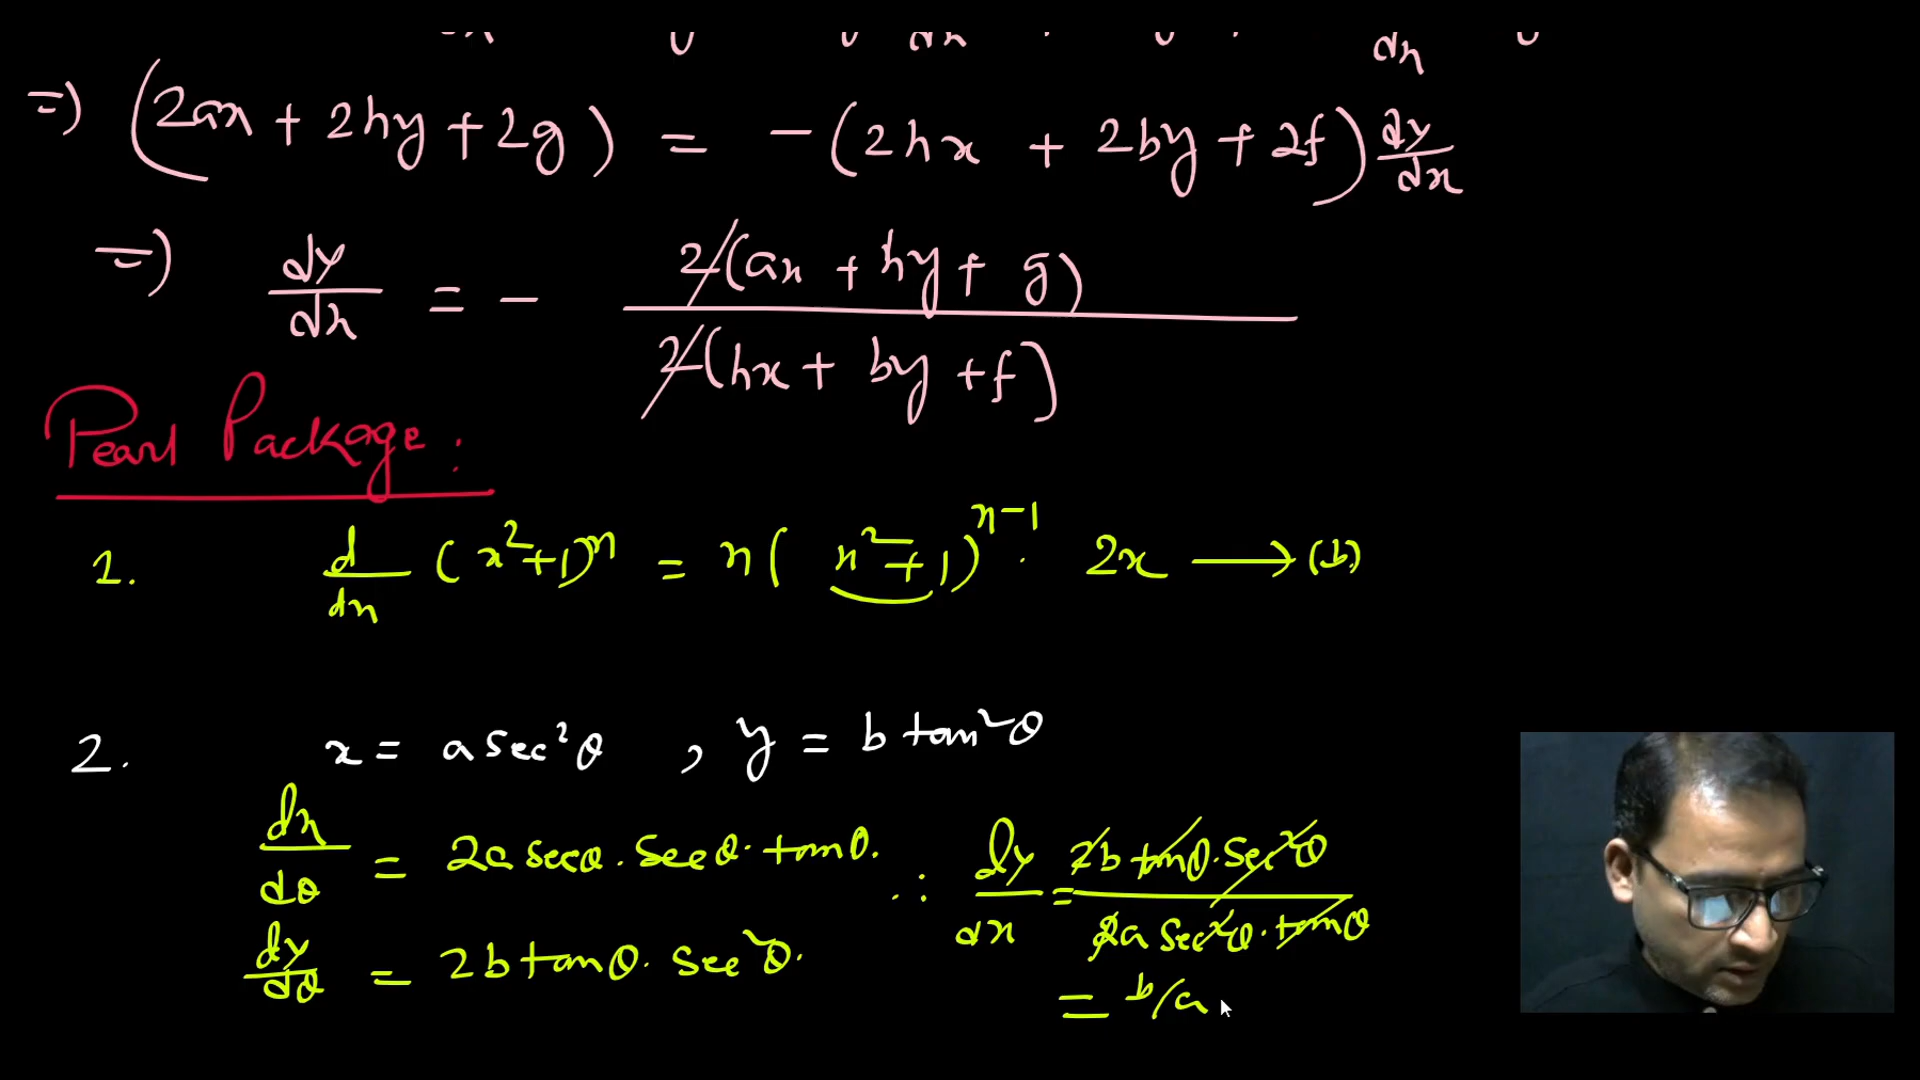 =) (2ax + 2hy + 2g) = -(2hx + 2by + 2f) dy/dx
=) dy/dx = - 2(ax + hy + g) / 2(hx + by + f)
Pearl Package:
1. d/dx (x²+1)ⁿ = n(x²+1)ⁿ⁻¹. 2x ⟶ (b)
2. x = a sec²θ , y = b tan²θ
dx/dθ = 2a secθ . secθ . tanθ.
dy/dθ = 2b tanθ. sec²θ.
∴ dy/dx = 2b tanθ. sec²θ / 2a sec²θ. tanθ
= b/a